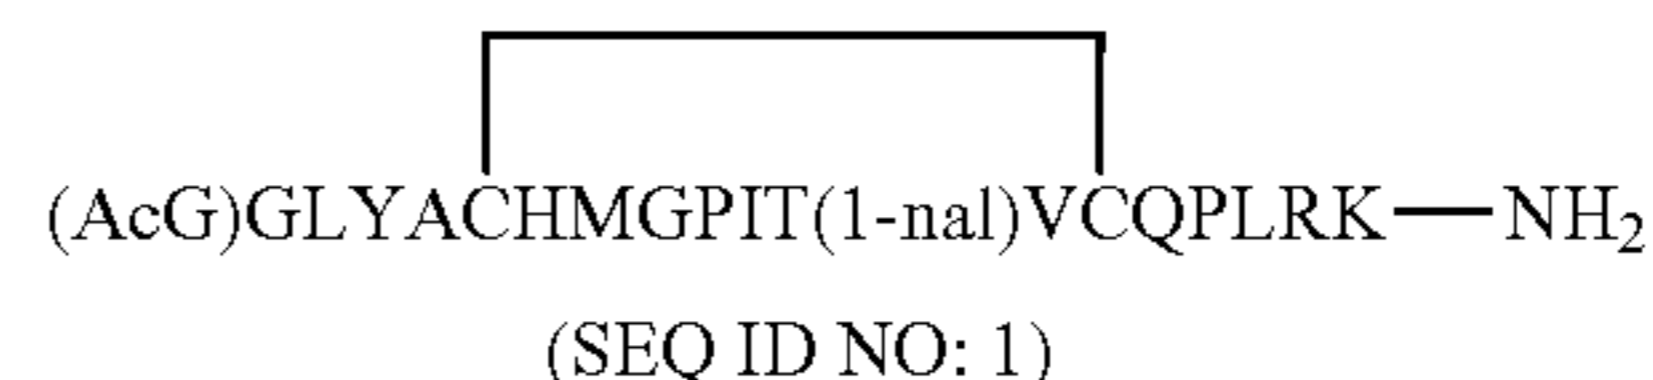 (AcG)GLYACHMGPIT(1-nal)VCQPLRK—NH₂
(SEQ ID NO: 1)